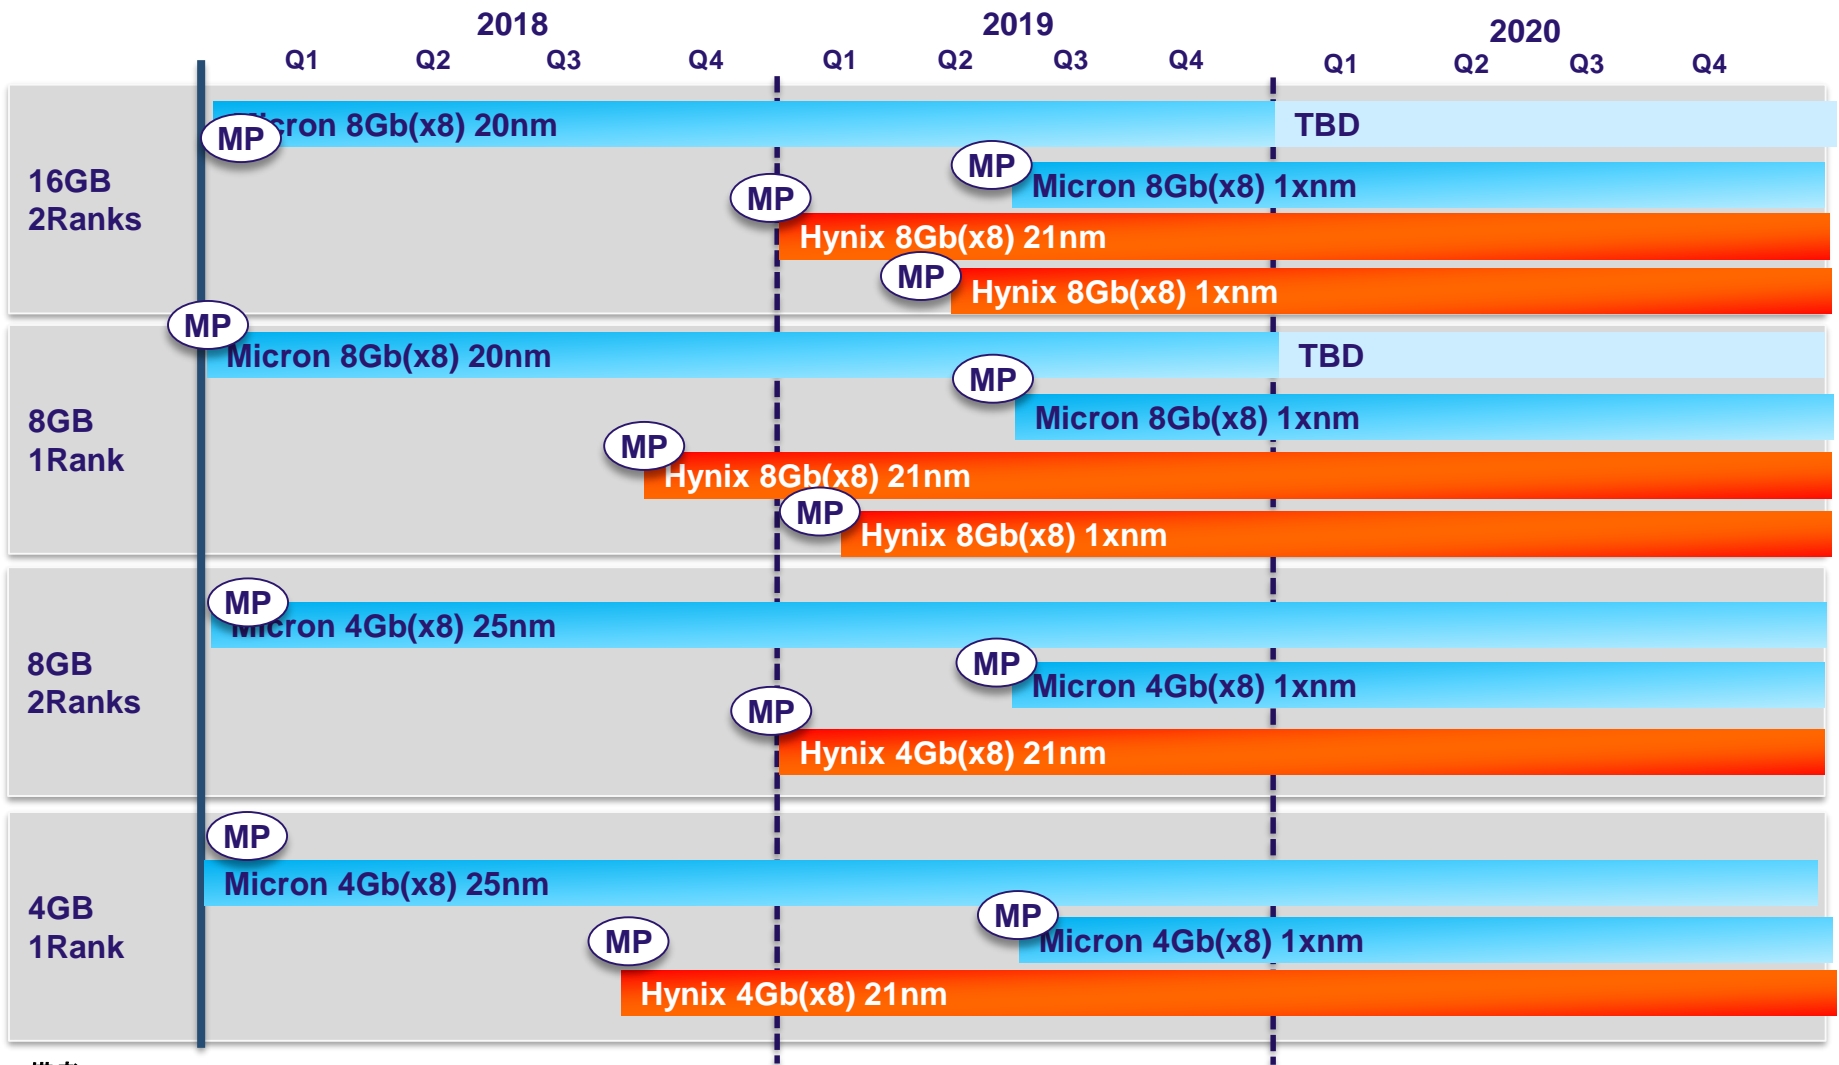 2018 2019 2020
Q1 Q2 Q3 Q4 Q1 Q2 Q3 Q4 Q1 Q2 Q3 Q4
16GB
2Ranks
MP
Micron 8Gb(x8) 20nm
TBD
MP
Micron 8Gb(x8) 1xnm
MP
Hynix 8Gb(x8) 21nm
MP
Hynix 8Gb(x8) 1xnm
8GB
1Rank
MP
Micron 8Gb(x8) 20nm
TBD
MP
Micron 8Gb(x8) 1xnm
MP
Hynix 8Gb(x8) 21nm
MP
Hynix 8Gb(x8) 1xnm
8GB
2Ranks
MP
Micron 4Gb(x8) 25nm
MP
Micron 4Gb(x8) 1xnm
MP
Hynix 4Gb(x8) 21nm
4GB
1Rank
MP
Micron 4Gb(x8) 25nm
MP
Micron 4Gb(x8) 1xnm
MP
Hynix 4Gb(x8) 21nm